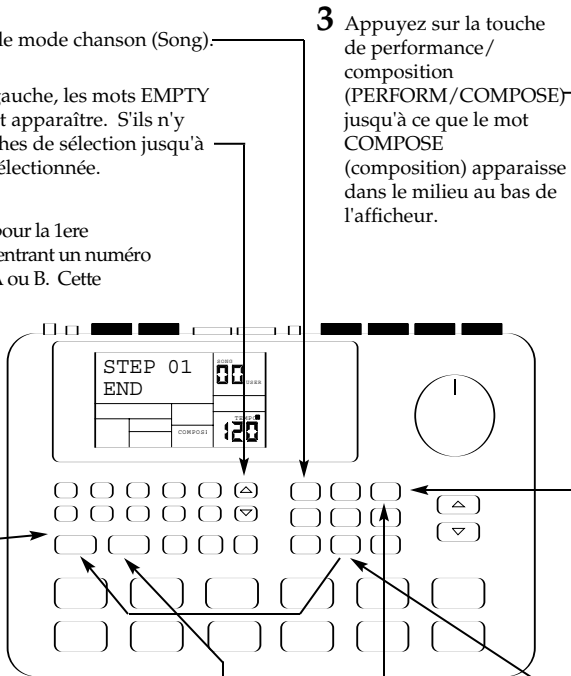 le mode chanson (Song).
gauche, les mots EMPTY
t apparaître. S'ils n'y
hes de sélection jusqu'à
électionnée.
pour la 1ere
entrant un numéro
A ou B. Cette
3 Appuyez sur la touche
de performance/
composition
(PERFORM/COMPOSE)
jusqu'à ce que le mot
COMPOSE
(composition) apparaisse
dans le milieu au bas de
l'afficheur.
STEP 01
END
SONG
00
USER
COMPOSI
TEMPO
120